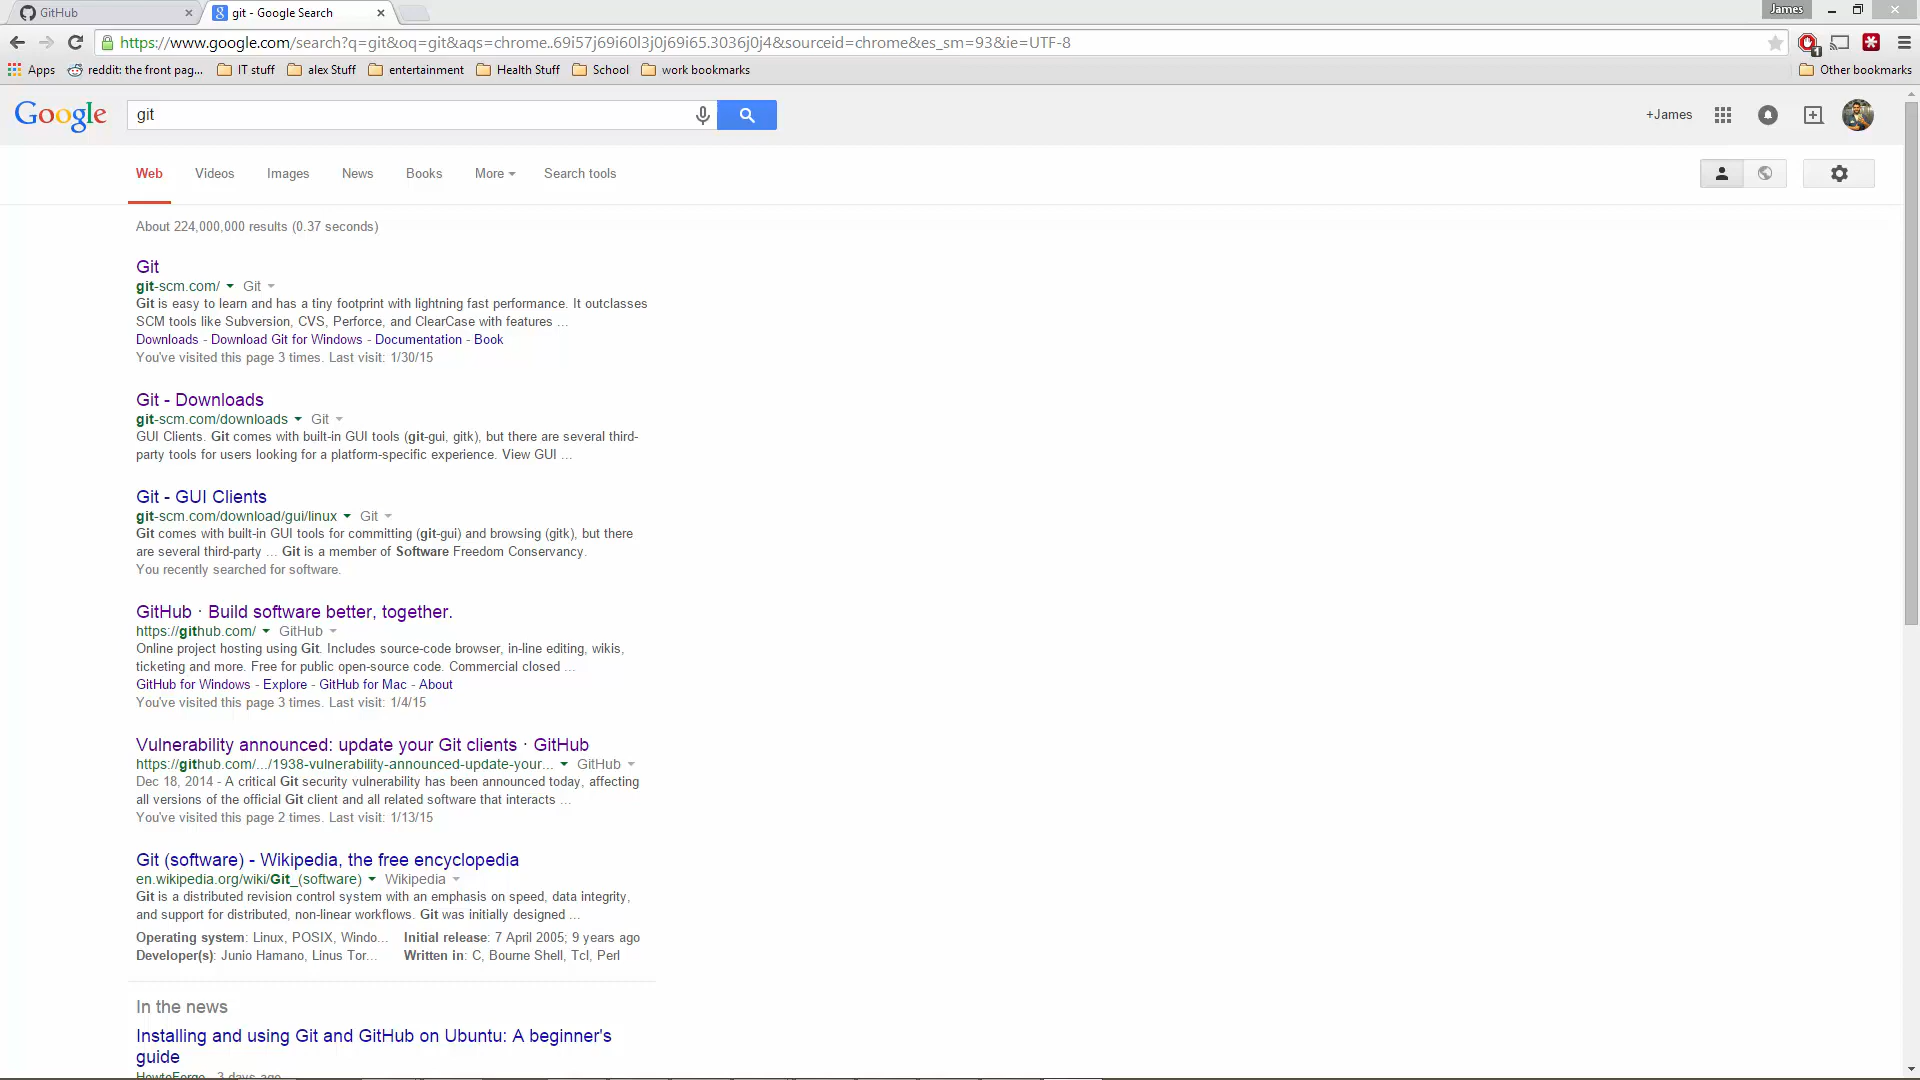 GitHub
git - Google Search
James
https://www.google.com/search?q=git&oq=git&aqs=chrome..69i57j69i60l3j0j69i65.3036j0j4&sourceid=chrome&es_sm=93&ie=UTF-8
1
Apps reddit: the front pag... IT stuff alex Stuff entertainment Health Stuff School work bookmarks Other bookmarks
Google git +James
Web Videos Images News Books More Search tools
About 224,000,000 results (0.37 seconds)
Git
git-scm.com/ Git
Git is easy to learn and has a tiny footprint with lightning fast performance. It outclasses
SCM tools like Subversion, CVS, Perforce, and ClearCase with features ...
Downloads - Download Git for Windows - Documentation - Book
You've visited this page 3 times. Last visit: 1/30/15
Git - Downloads
git-scm.com/downloads Git
GUI Clients. Git comes with built-in GUI tools (git-gui, gitk), but there are several third-
party tools for users looking for a platform-specific experience. View GUI ...
Git - GUI Clients
git-scm.com/download/gui/linux Git
Git comes with built-in GUI tools for committing (git-gui) and browsing (gitk), but there
are several third-party ... Git is a member of Software Freedom Conservancy.
You recently searched for software.
GitHub · Build software better, together.
https://github.com/ GitHub
Online project hosting using Git. Includes source-code browser, in-line editing, wikis,
ticketing and more. Free for public open-source code. Commercial closed ...
GitHub for Windows - Explore - GitHub for Mac - About
You've visited this page 3 times. Last visit: 1/4/15
Vulnerability announced: update your Git clients · GitHub
https://github.com/.../1938-vulnerability-announced-update-your... GitHub
Dec 18, 2014 - A critical Git security vulnerability has been announced today, affecting
all versions of the official Git client and all related software that interacts ...
You've visited this page 2 times. Last visit: 1/13/15
Git (software) - Wikipedia, the free encyclopedia
en.wikipedia.org/wiki/Git_(software) Wikipedia
Git is a distributed revision control system with an emphasis on speed, data integrity,
and support for distributed, non-linear workflows. Git was initially designed ...
Operating system: Linux, POSIX, Windo... Initial release: 7 April 2005; 9 years ago
Developer(s): Junio Hamano, Linus Tor... Written in: C, Bourne Shell, Tcl, Perl
In the news
Installing and using Git and GitHub on Ubuntu: A beginner's
guide
HowtoForge - 3 days ago